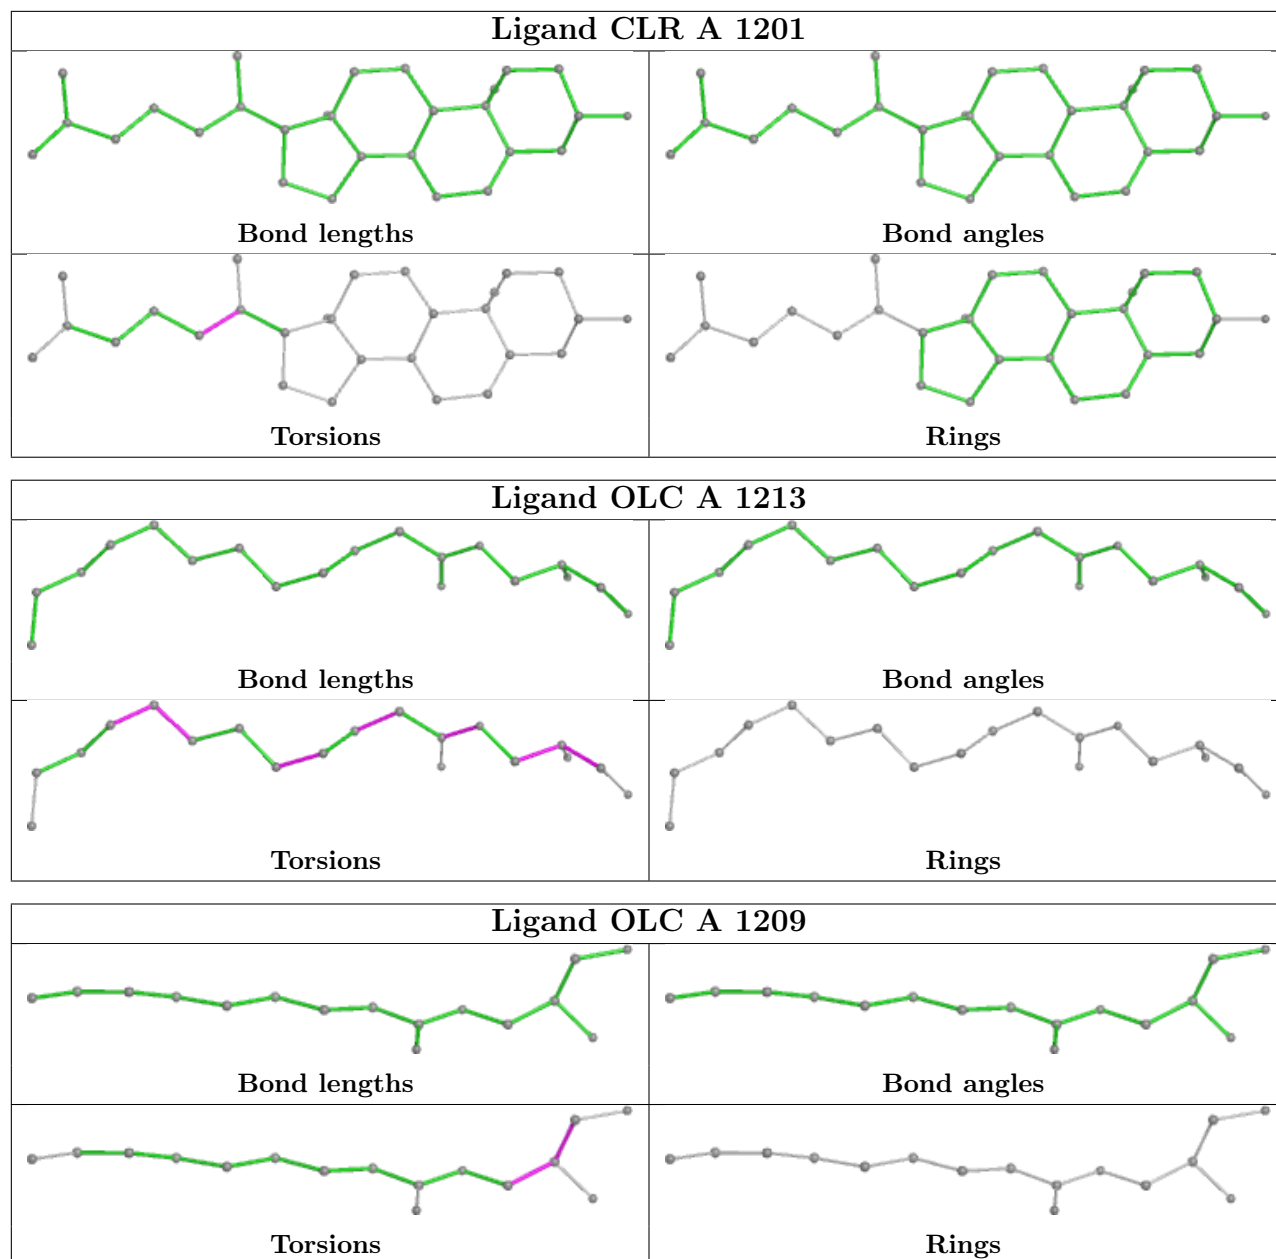 Ligand CLR A 1201
Bond lengths
Bond angles
Torsions
Rings
Ligand OLC A 1213
Bond lengths
Bond angles
Torsions
Rings
Ligand OLC A 1209
Bond lengths
Bond angles
Torsions
Rings